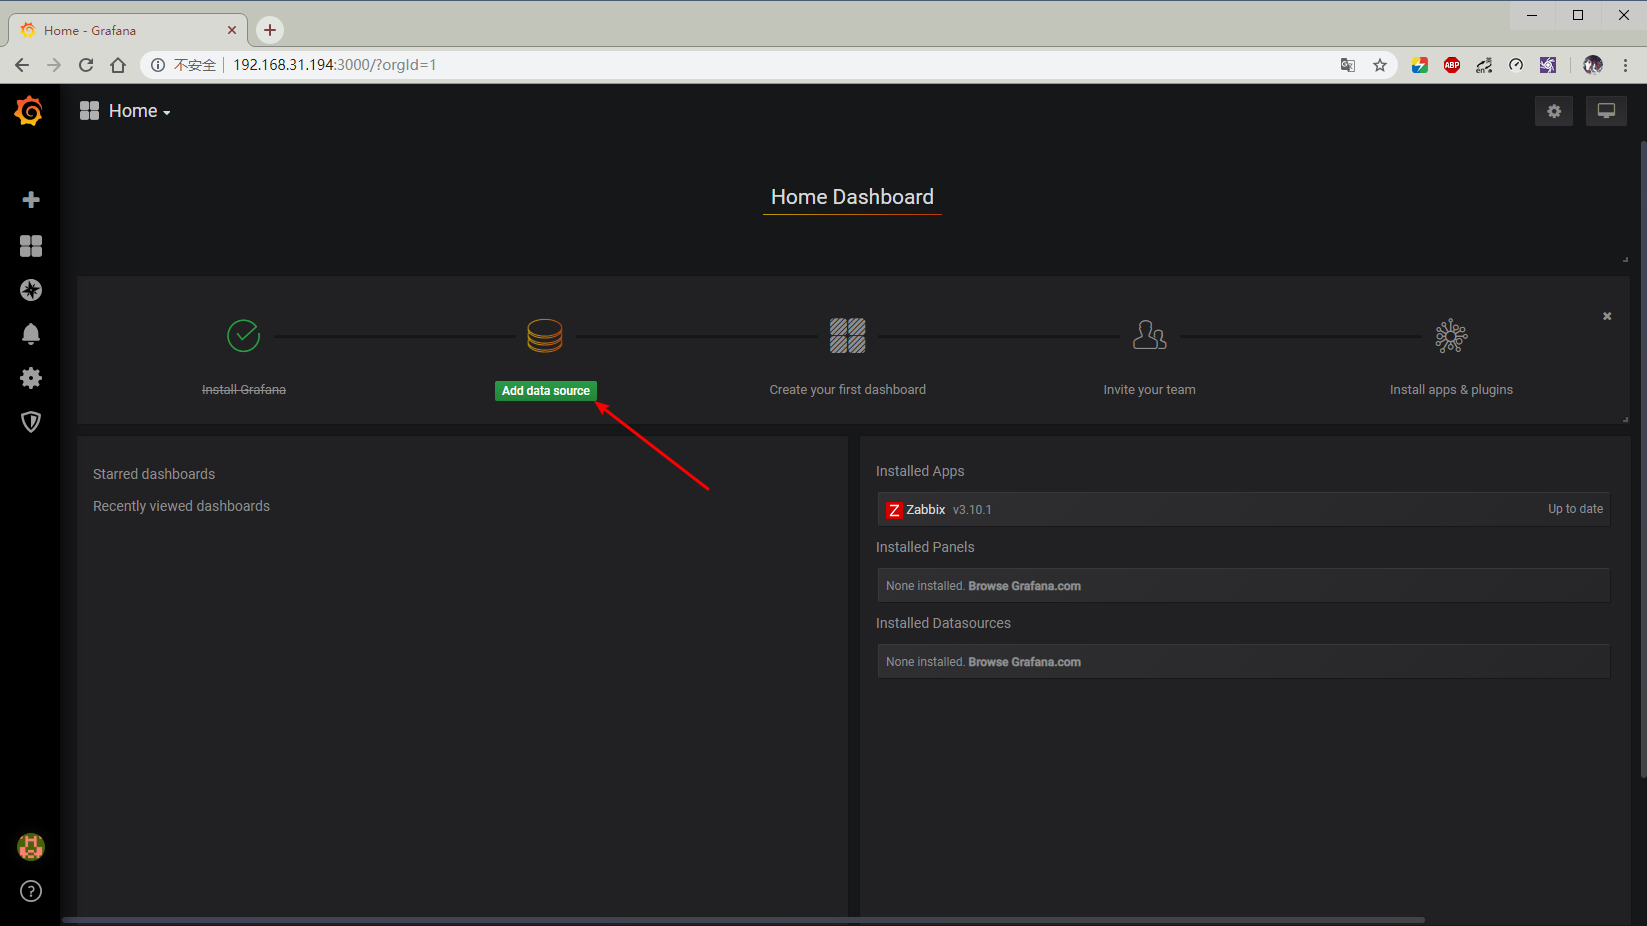 Home - Grafana
不安全 192.168.31.194:3000/?orgId=1
ABP
en
Home
Home Dashboard
Install Grafana
Add data source
Create your first dashboard
Invite your team
Install apps & plugins
Starred dashboards
Recently viewed dashboards
Installed Apps
Z Zabbix v3.10.1 Up to date
Installed Panels
None installed. Browse Grafana.com
Installed Datasources
None installed. Browse Grafana.com